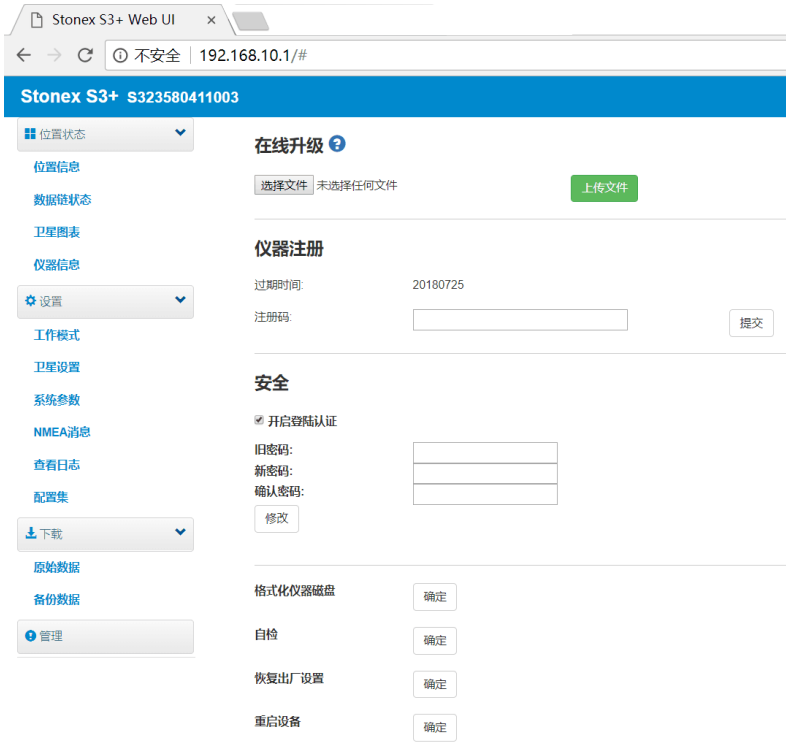 Stonex S3+ Web UI
不安全 192.168.10.1/#
Stonex S3+ S323580411003
位置状态
位置信息
数据链状态
卫星图表
仪器信息
设置
工作模式
卫星设置
系统参数
NMEA消息
查看日志
配置集
下载
原始数据
备份数据
管理
在线升级
选择文件 未选择任何文件 上传文件
仪器注册
过期时间: 20180725
注册码: 提交
安全
开启登陆认证
旧密码:
新密码:
确认密码:
修改
格式化仪器磁盘 确定
自检 确定
恢复出厂设置 确定
重启设备 确定